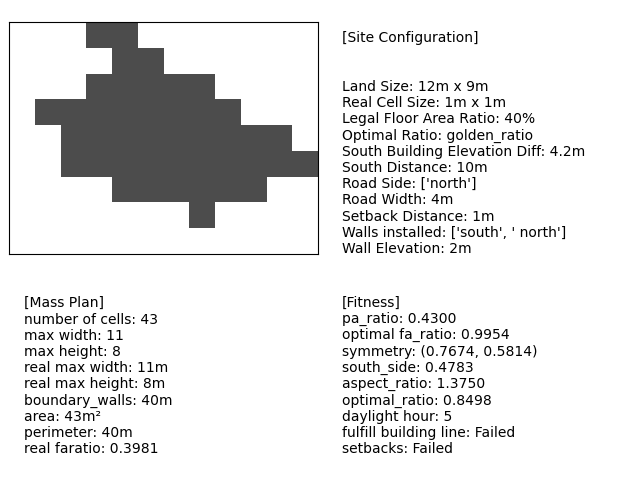 [Site Configuration]
Land Size: 12m x 9m
Real Cell Size: 1m x 1m
Legal Floor Area Ratio: 40%
Optimal Ratio: golden_ratio
South Building Elevation Diff: 4.2m
South Distance: 10m
Road Side: ['north']
Road Width: 4m
Setback Distance: 1m
Walls installed: ['south', ' north']
Wall Elevation: 2m
[Mass Plan]
number of cells: 43
max width: 11
max height: 8
real max width: 11m
real max height: 8m
boundary_walls: 40m
area: 43m²
perimeter: 40m
real faratio: 0.3981
[Fitness]
pa_ratio: 0.4300
optimal fa_ratio: 0.9954
symmetry: (0.7674, 0.5814)
south_side: 0.4783
aspect_ratio: 1.3750
optimal_ratio: 0.8498
daylight hour: 5
fulfill building line: Failed
setbacks: Failed